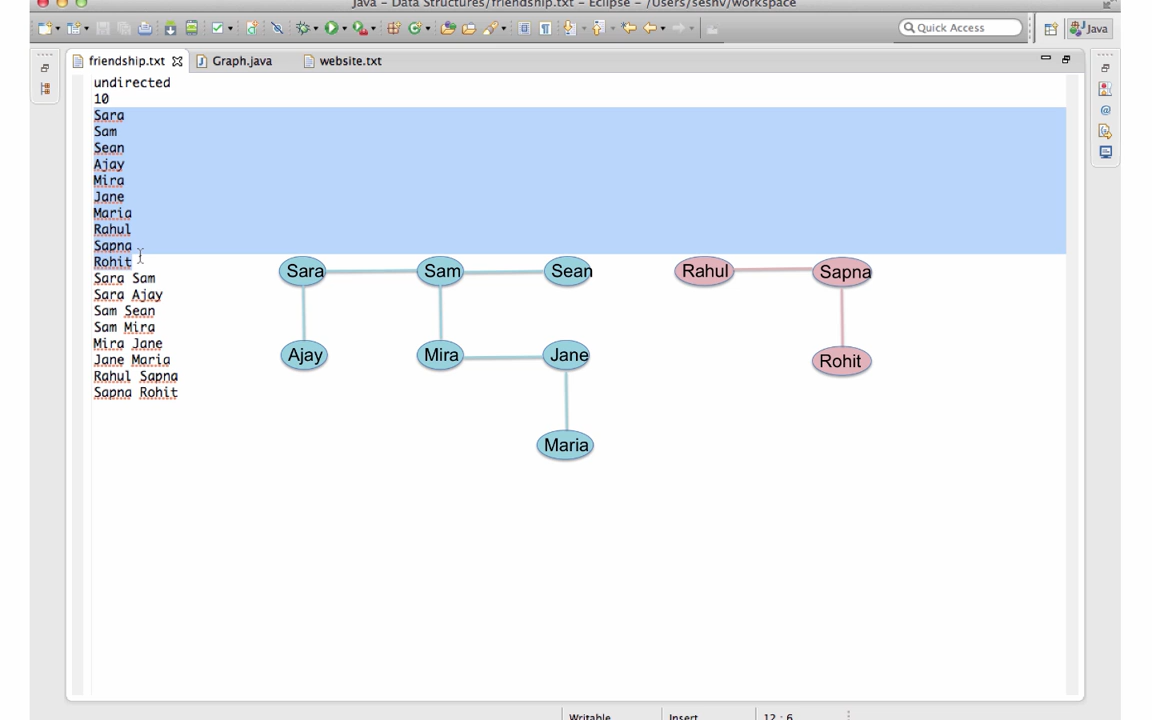 Java - Data Structures/friendship.txt - Eclipse - /Users/seshv/workspace
Quick Access
Java
friendship.txt
Graph.java
website.txt
undirected
10
Sara
Sam
Sean
Ajay
Mira
Jane
Maria
Rahul
Sapna
Rohit
Sara Sam
Sara Ajay
Sam Sean
Sam Mira
Mira Jane
Jane Maria
Rahul Sapna
Sapna Rohit
Sara Sam Sean Rahul Sapna
Ajay Mira Jane Rohit
Maria
Writable Insert 12 : 6